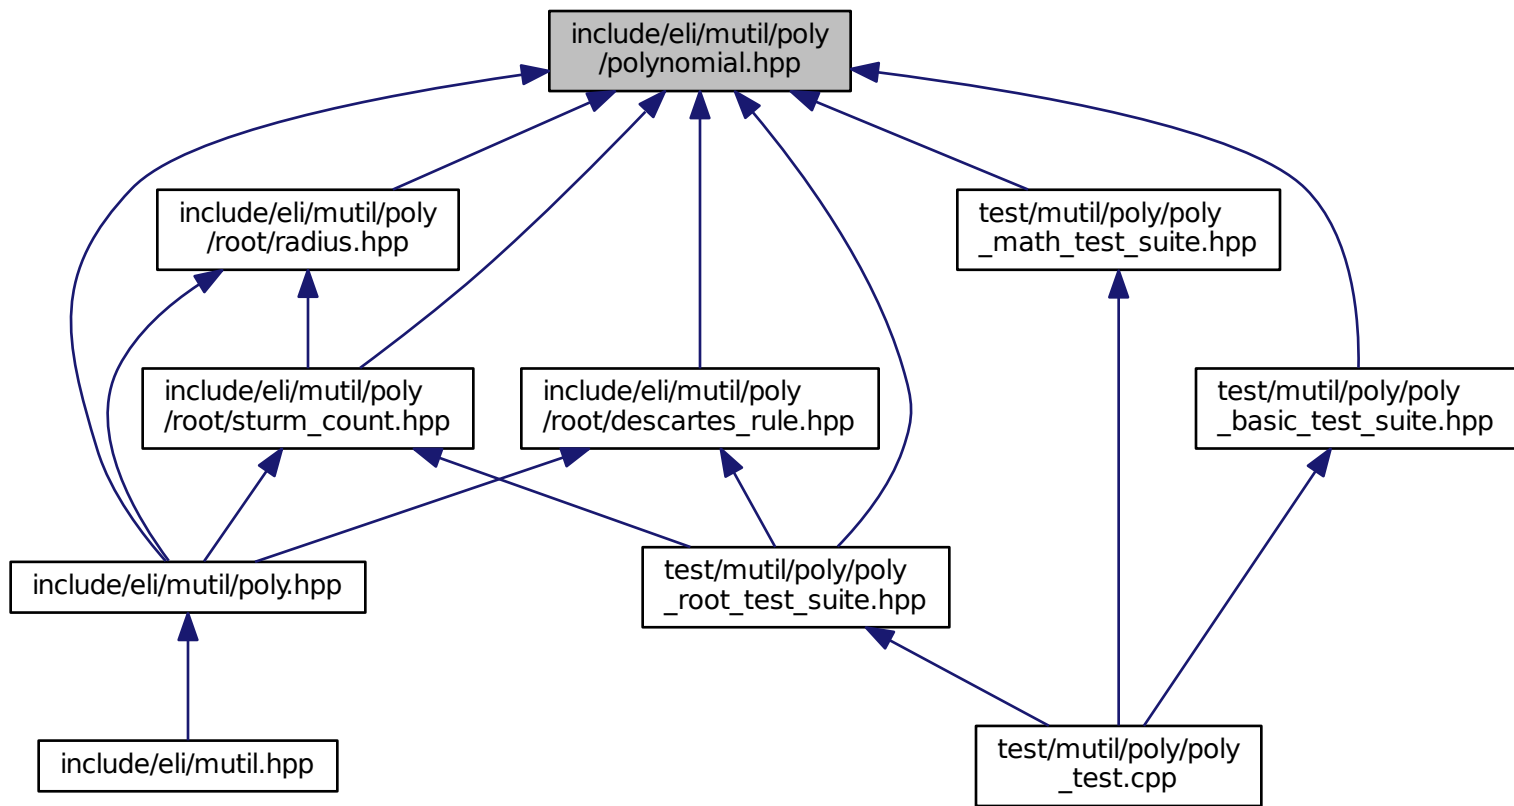 include/eli/mutil/poly
/polynomial.hpp
include/eli/mutil/poly
/root/radius.hpp
test/mutil/poly/poly
_math_test_suite.hpp
include/eli/mutil/poly
/root/sturm_count.hpp
include/eli/mutil/poly
/root/descartes_rule.hpp
test/mutil/poly/poly
_basic_test_suite.hpp
include/eli/mutil/poly.hpp
test/mutil/poly/poly
_root_test_suite.hpp
include/eli/mutil.hpp
test/mutil/poly/poly
_test.cpp